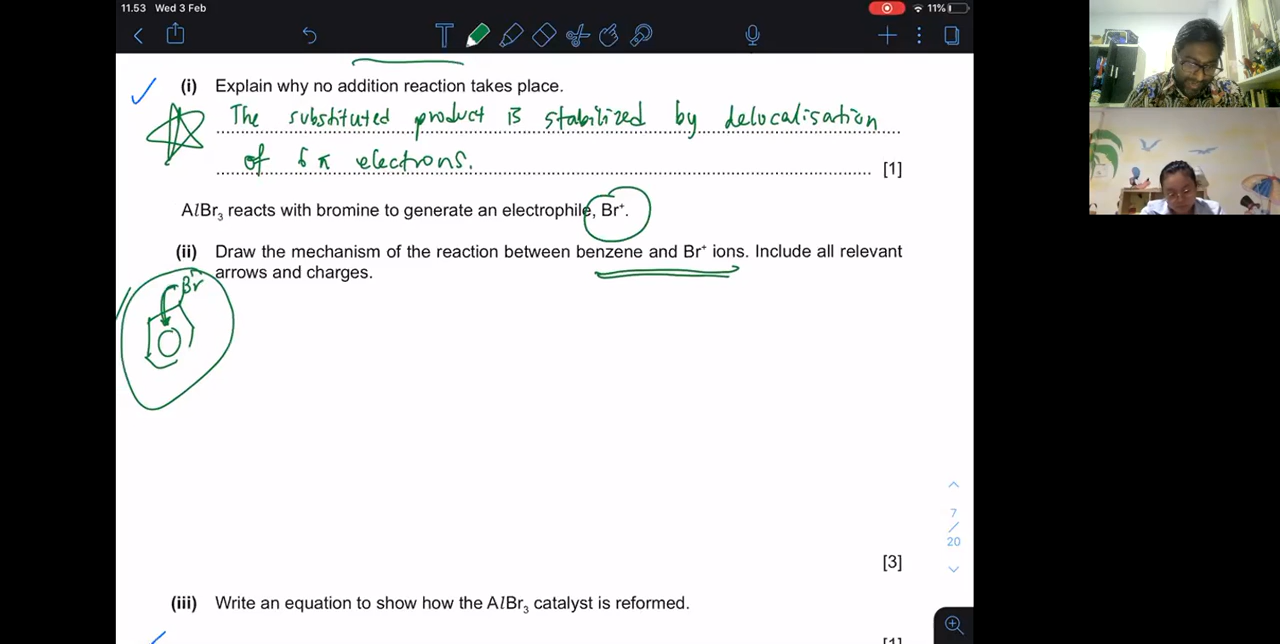 11.53 Wed 3 Feb
11%
(i) Explain why no addition reaction takes place.
The substituted product is stabilized by delocalisation
of 6 π electrons.
[1]
AlBr₃ reacts with bromine to generate an electrophile, Br⁺.
(ii) Draw the mechanism of the reaction between benzene and Br⁺ ions. Include all relevant
arrows and charges.
Br⁺
7
/
20
[3]
(iii) Write an equation to show how the AlBr₃ catalyst is reformed.
[1]